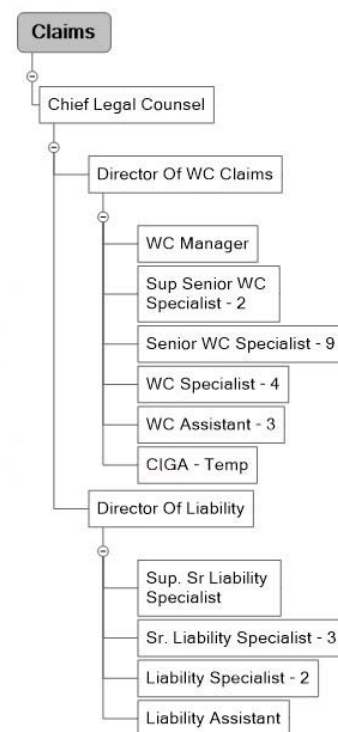 Claims
Chief Legal Counsel
Director Of WC Claims
WC Manager
Sup Senior WC
Specialist - 2
Senior WC Specialist - 9
WC Specialist - 4
WC Assistant - 3
CIGA - Temp
Director Of Liability
Sup. Sr Liability
Specialist
Sr. Liability Specialist - 3
Liability Specialist - 2
Liability Assistant